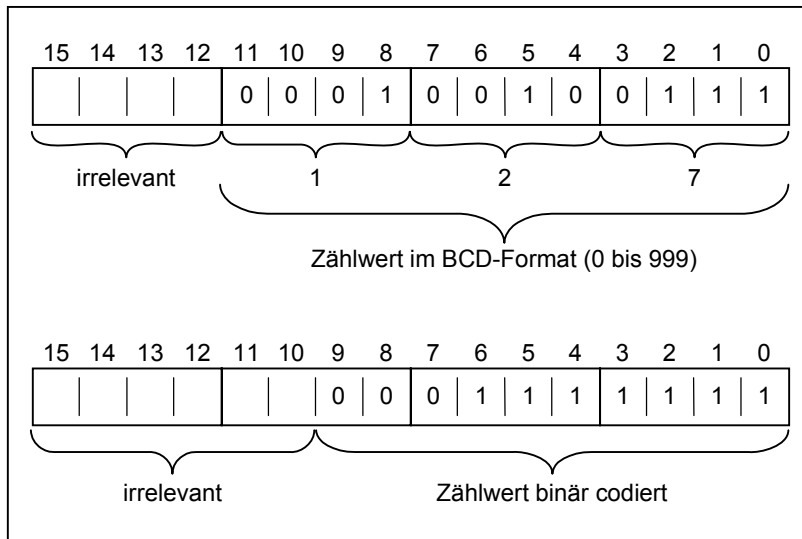 15 14 13 12 11 10 9 8 7 6 5 4 3 2 1 0
0 0 0 1 0 0 1 0 0 1 1 1
irrelevant 1 2 7
Zählwert im BCD-Format (0 bis 999)
15 14 13 12 11 10 9 8 7 6 5 4 3 2 1 0
0 0 0 1 1 1 1 1 1 1
irrelevant Zählwert binär codiert